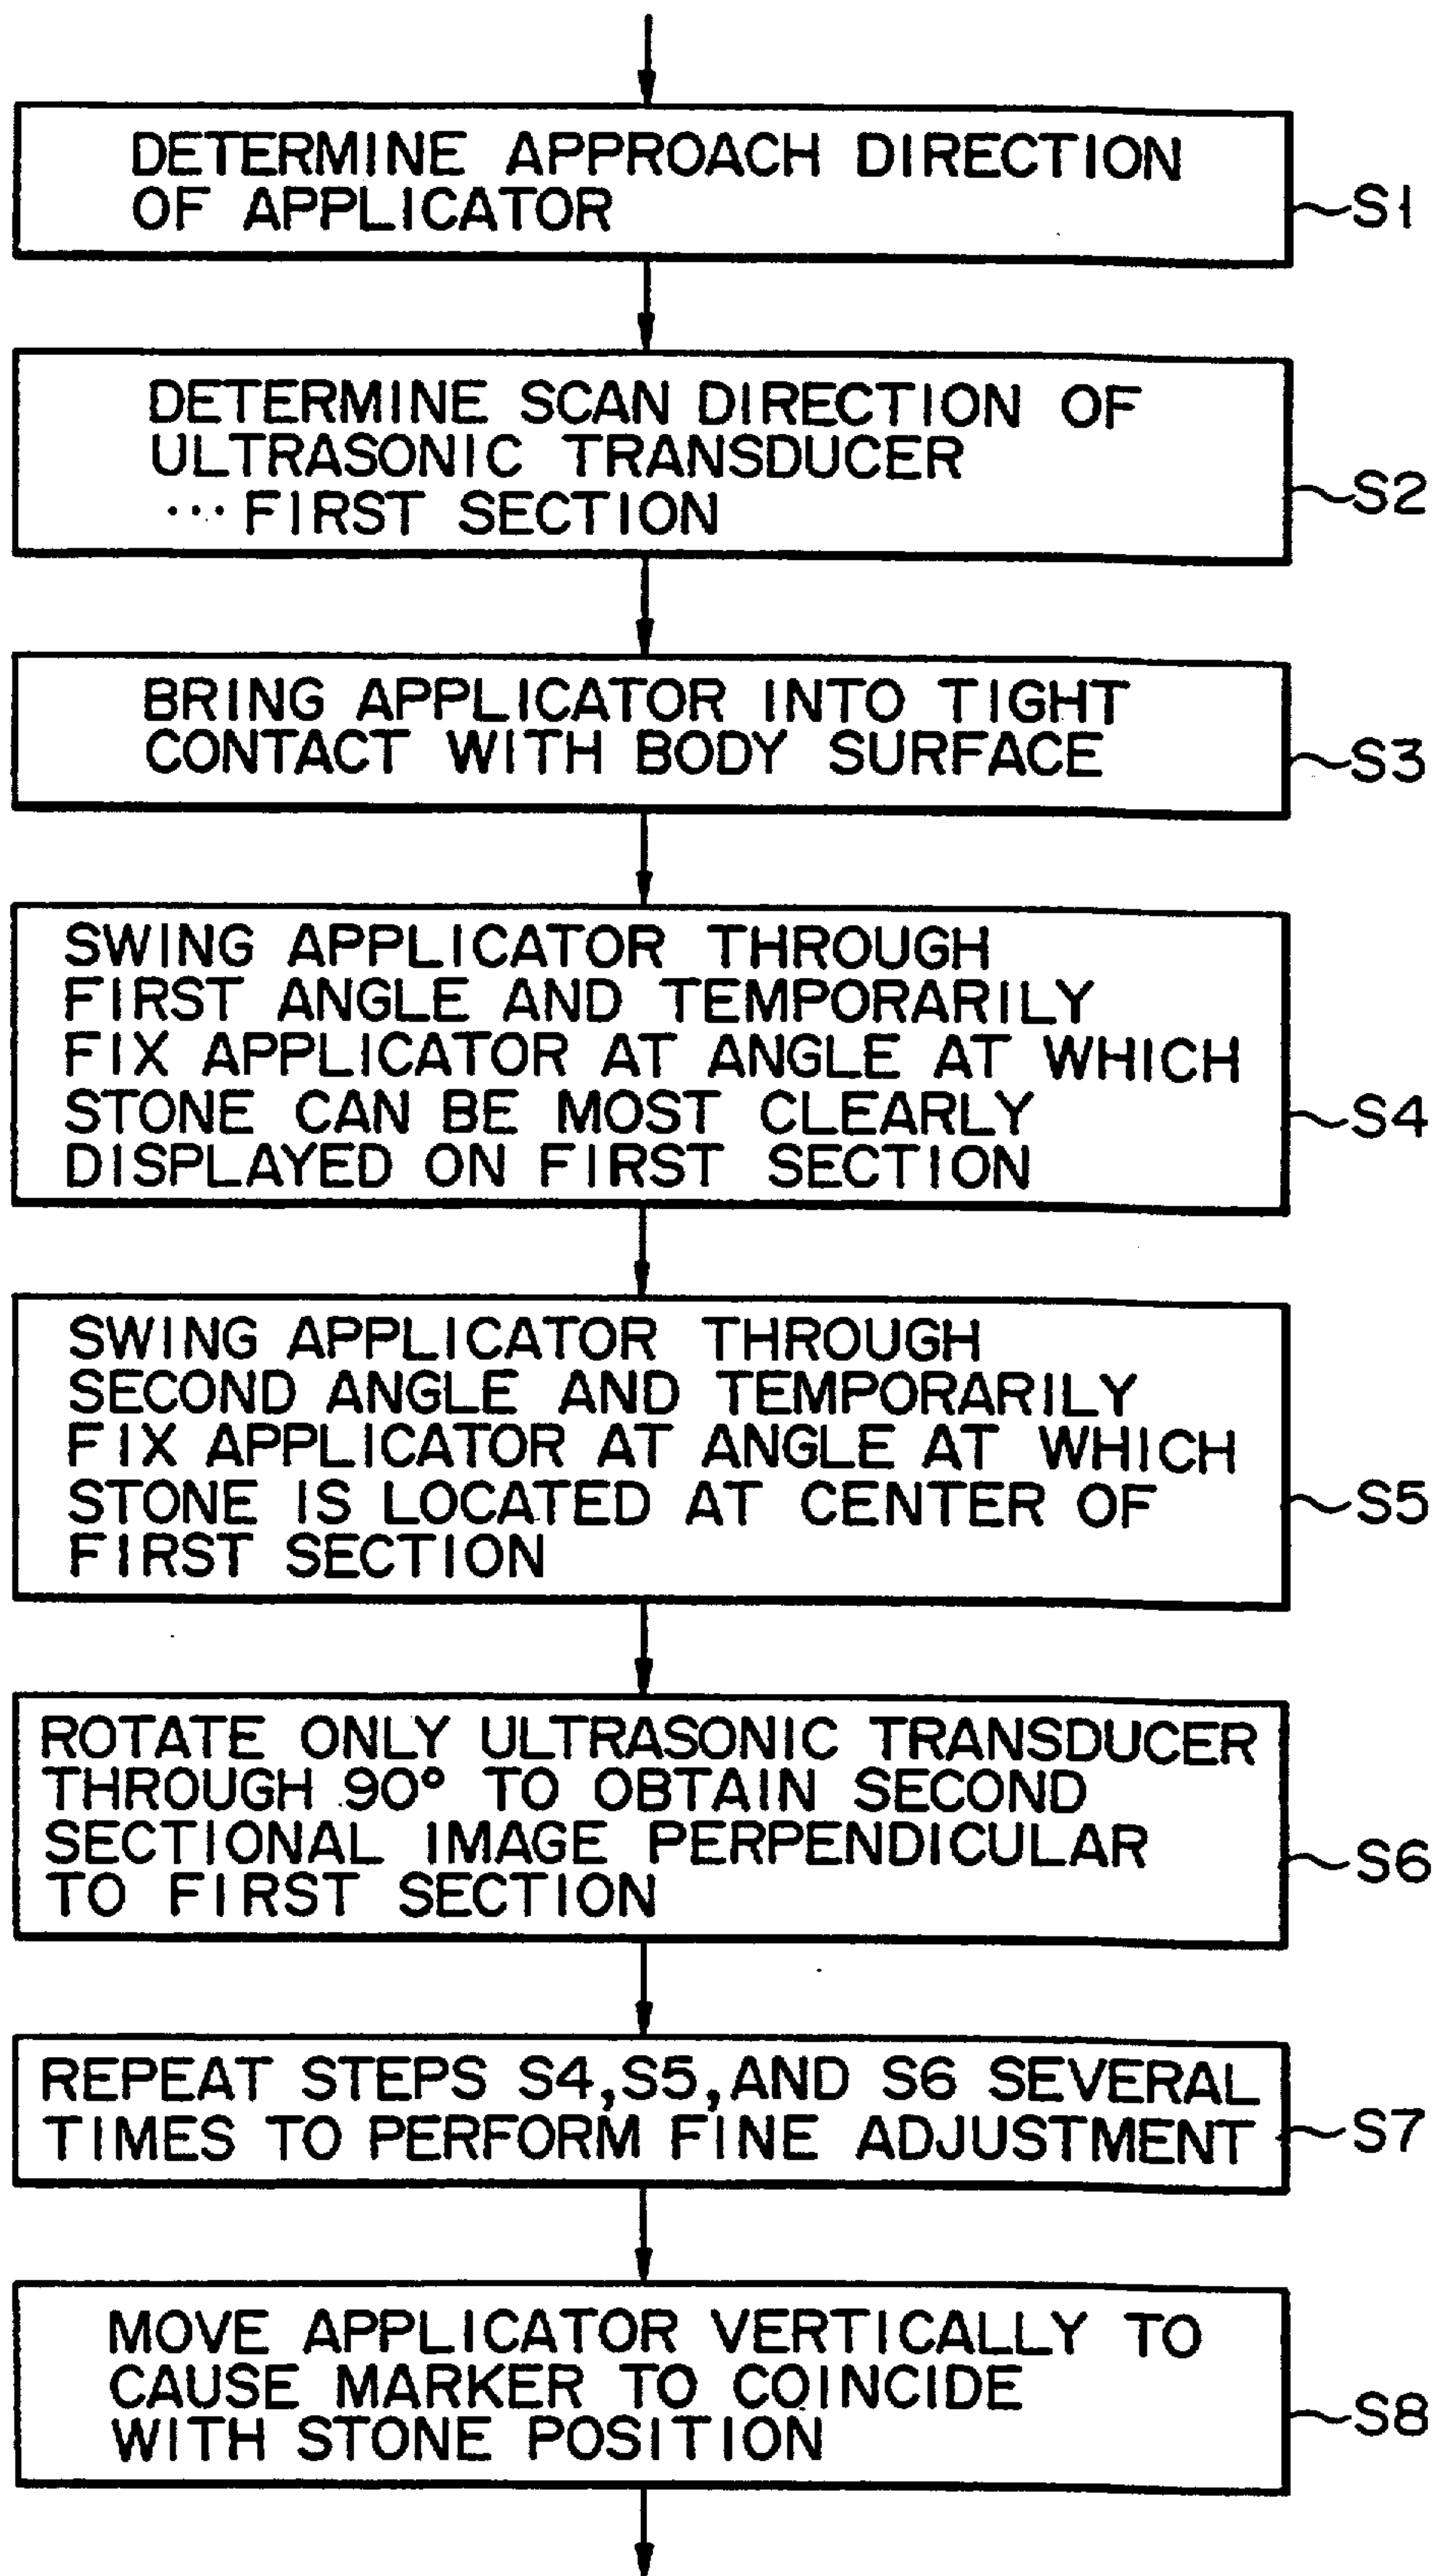 DETERMINE APPROACH DIRECTION
OF APPLICATOR
S1
DETERMINE SCAN DIRECTION OF
ULTRASONIC TRANSDUCER
... FIRST SECTION
S2
BRING APPLICATOR INTO TIGHT
CONTACT WITH BODY SURFACE
S3
SWING APPLICATOR THROUGH
FIRST ANGLE AND TEMPORARILY
FIX APPLICATOR AT ANGLE AT WHICH
STONE CAN BE MOST CLEARLY
DISPLAYED ON FIRST SECTION
S4
SWING APPLICATOR THROUGH
SECOND ANGLE AND TEMPORARILY
FIX APPLICATOR AT ANGLE AT WHICH
STONE IS LOCATED AT CENTER OF
FIRST SECTION
S5
ROTATE ONLY ULTRASONIC TRANSDUCER
THROUGH 90° TO OBTAIN SECOND
SECTIONAL IMAGE PERPENDICULAR
TO FIRST SECTION
S6
REPEAT STEPS S4,S5,AND S6 SEVERAL
TIMES TO PERFORM FINE ADJUSTMENT
S7
MOVE APPLICATOR VERTICALLY TO
CAUSE MARKER TO COINCIDE
WITH STONE POSITION
S8